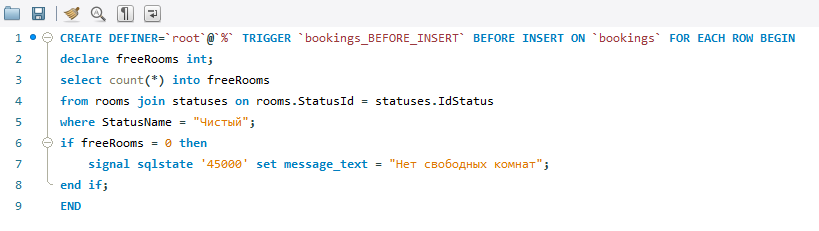 1 CREATE DEFINER=`root`@`%` TRIGGER `bookings_BEFORE_INSERT` BEFORE INSERT ON `bookings` FOR EACH ROW BEGIN
2 declare freeRooms int;
3 select count(*) into freeRooms
4 from rooms join statuses on rooms.StatusId = statuses.IdStatus
5 where StatusName = "Чистый";
6 if freeRooms = 0 then
7 signal sqlstate '45000' set message_text = "Нет свободных комнат";
8 end if;
9 END